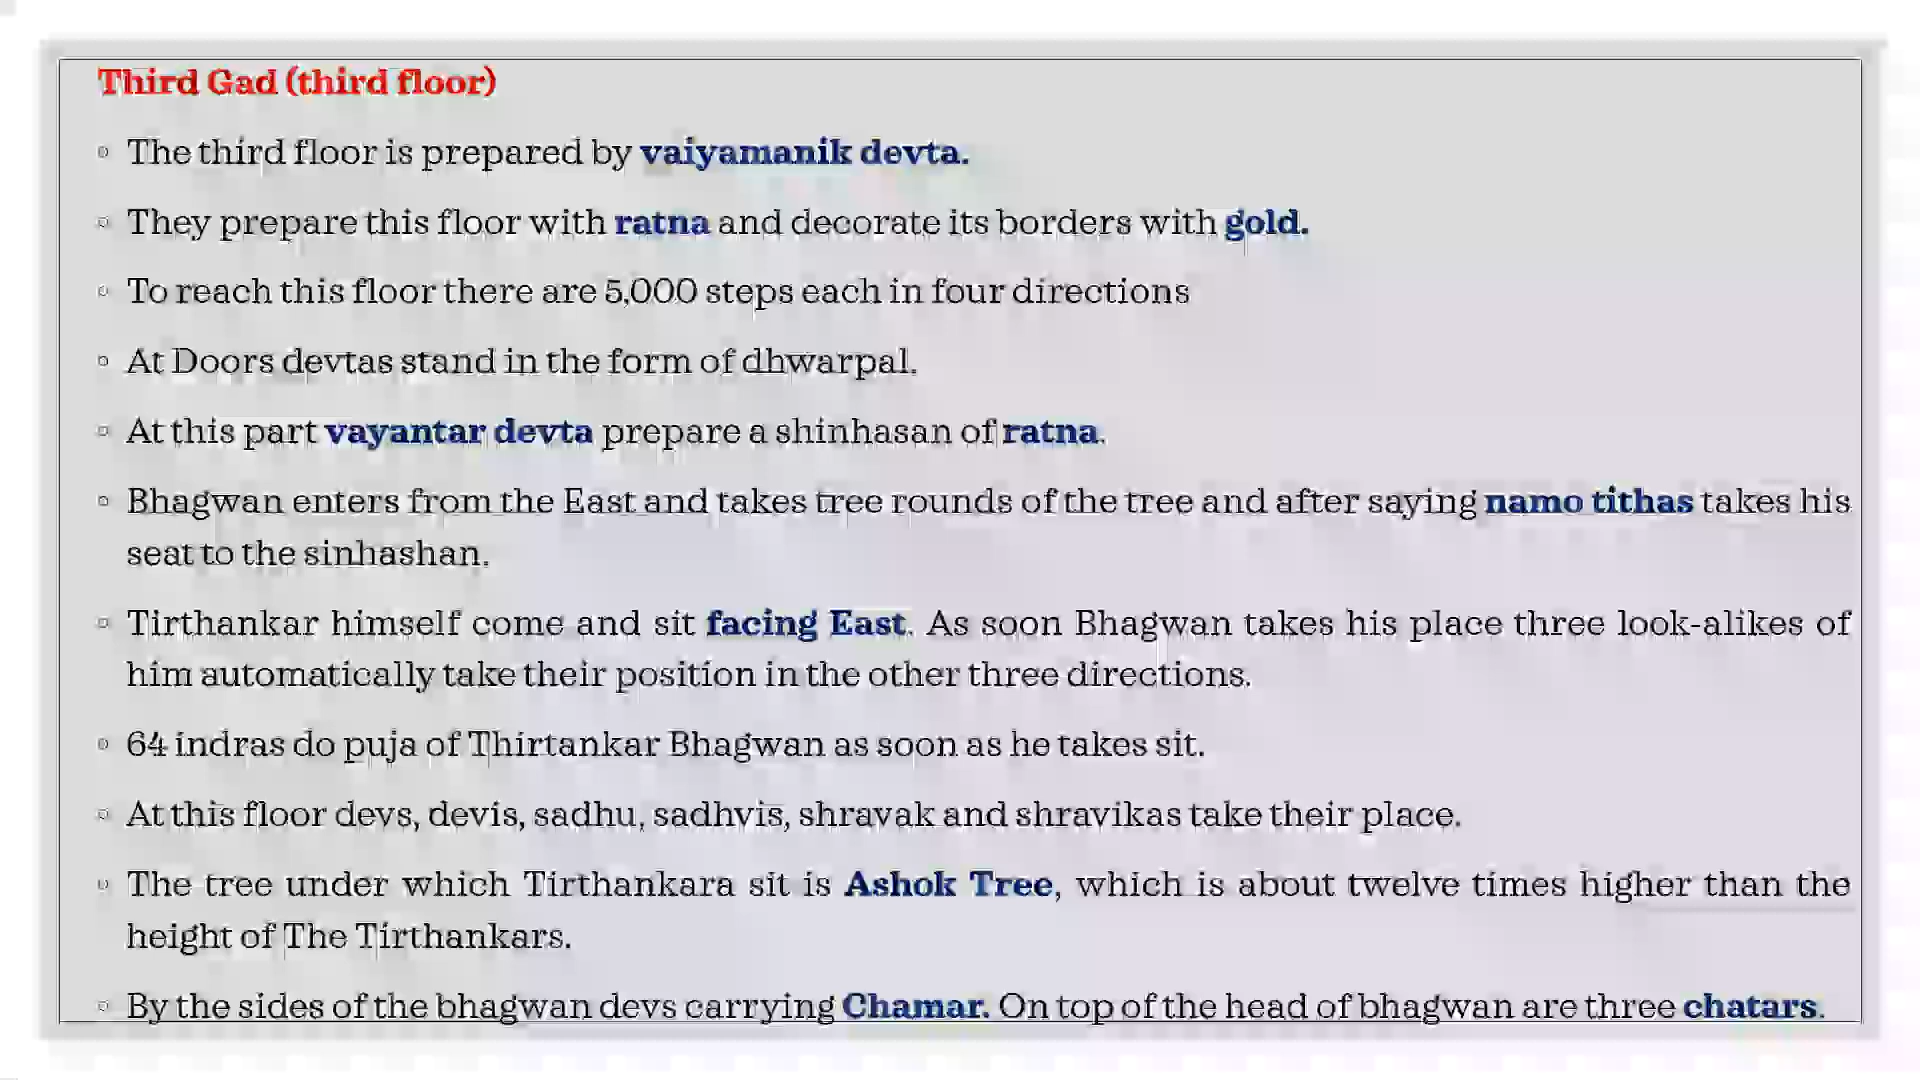 Third Gad (third floor)
The third floor is prepared by vaiyamanik devta.
They prepare this floor with ratna and decorate its borders with gold.
To reach this floor there are 5,000 steps each in four directions
At Doors devtas stand in the form of dhwarpal.
At this part vayantar devta prepare a shinhasan of ratna.
Bhagwan enters from the East and takes tree rounds of the tree and after saying namo tithas takes his
seat to the sinhashan.
Tirthankar himself come and sit facing East. As soon Bhagwan takes his place three look-alikes of
him automatically take their position in the other three directions.
64 indras do puja of Thirtankar Bhagwan as soon as he takes sit.
At this floor devs, devis, sadhu, sadhvis, shravak and shravikas take their place.
The tree under which Tirthankara sit is Ashok Tree, which is about twelve times higher than the
height of The Tirthankars.
By the sides of the bhagwan devs carrying Chamar. On top of the head of bhagwan are three chatars.